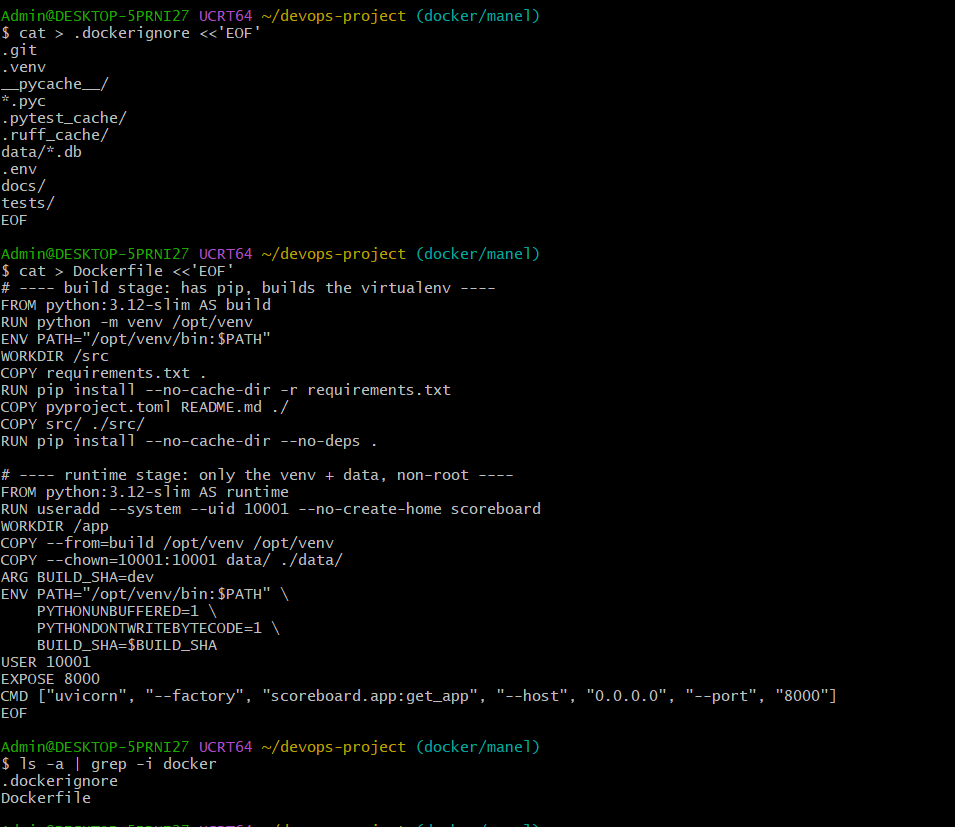 Admin@DESKTOP-5PRNI27 UCRT64 ~/devops-project (docker/manel)
$ cat > .dockerignore <<'EOF'
.git
.venv
__pycache__/
*.pyc
.pytest_cache/
.ruff_cache/
data/*.db
.env
docs/
tests/
EOF
Admin@DESKTOP-5PRNI27 UCRT64 ~/devops-project (docker/manel)
$ cat > Dockerfile <<'EOF'
# ---- build stage: has pip, builds the virtualenv ----
FROM python:3.12-slim AS build
RUN python -m venv /opt/venv
ENV PATH="/opt/venv/bin:$PATH"
WORKDIR /src
COPY requirements.txt .
RUN pip install --no-cache-dir -r requirements.txt
COPY pyproject.toml README.md ./
COPY src/ ./src/
RUN pip install --no-cache-dir --no-deps .
# ---- runtime stage: only the venv + data, non-root ----
FROM python:3.12-slim AS runtime
RUN useradd --system --uid 10001 --no-create-home scoreboard
WORKDIR /app
COPY --from=build /opt/venv /opt/venv
COPY --chown=10001:10001 data/ ./data/
ARG BUILD_SHA=dev
ENV PATH="/opt/venv/bin:$PATH" \
    PYTHONUNBUFFERED=1 \
    PYTHONDONTWRITEBYTECODE=1 \
    BUILD_SHA=$BUILD_SHA
USER 10001
EXPOSE 8000
CMD ["uvicorn", "--factory", "scoreboard.app:get_app", "--host", "0.0.0.0", "--port", "8000"]
EOF
Admin@DESKTOP-5PRNI27 UCRT64 ~/devops-project (docker/manel)
$ ls -a | grep -i docker
.dockerignore
Dockerfile